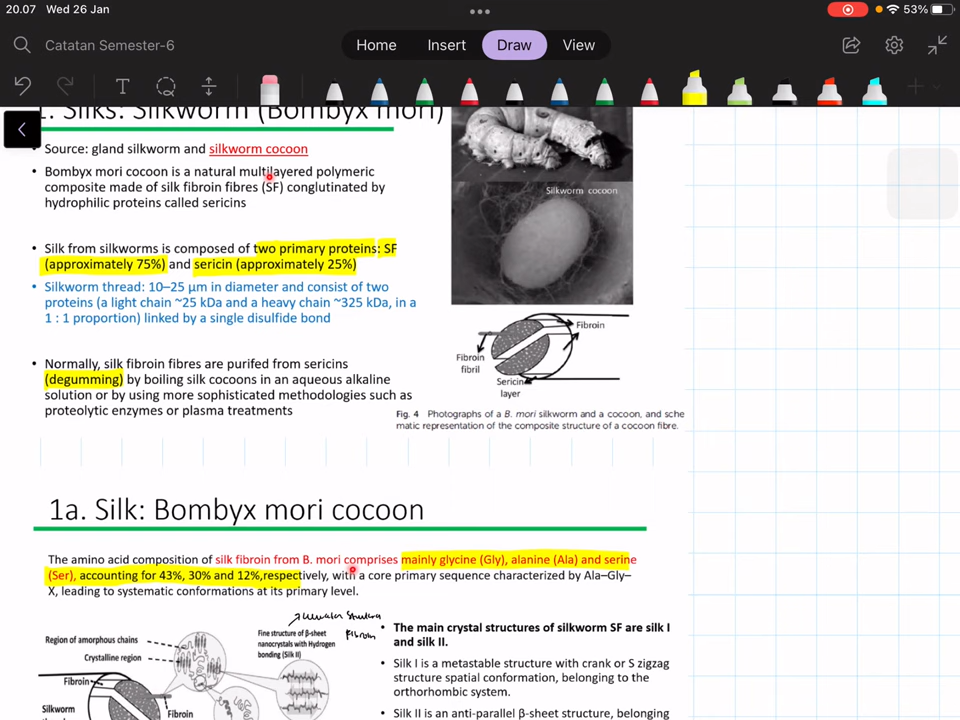 20.07 Wed 26 Jan
53%
Catatan Semester-6
Home Insert Draw View
1. Silks: Silkworm (Bombyx mori)
• Source: gland silkworm and silkworm cocoon
• Bombyx mori cocoon is a natural multilayered polymeric
composite made of silk fibroin fibres (SF) conglutinated by
hydrophilic proteins called sericins
• Silk from silkworms is composed of two primary proteins: SF
(approximately 75%) and sericin (approximately 25%)
• Silkworm thread: 10–25 μm in diameter and consist of two
proteins (a light chain ~25 kDa and a heavy chain ~325 kDa, in a
1 : 1 proportion) linked by a single disulfide bond
• Normally, silk fibroin fibres are purifed from sericins
(degumming) by boiling silk cocoons in an aqueous alkaline
solution or by using more sophisticated methodologies such as
proteolytic enzymes or plasma treatments
Silkworm cocoon
Fibroin
Fibroin
fibril
Sericin
layer
Fig. 4 Photographs of a B. mori silkworm and a cocoon, and sche
matic representation of the composite structure of a cocoon fibre.
1a. Silk: Bombyx mori cocoon
The amino acid composition of silk fibroin from B. mori comprises mainly glycine (Gly), alanine (Ala) and serine
(Ser), accounting for 43%, 30% and 12%,respectively, with a core primary sequence characterized by Ala–Gly–
X, leading to systematic conformations at its primary level.
Region of amorphous chains
Crystalline region
Fibroin
Silkworm
Fibroin
Fine structure of β-sheet
nanocrystals with Hydrogen
bonding (Silk II)
Fibroin
• The main crystal structures of silkworm SF are silk I
and silk II.
• Silk I is a metastable structure with crank or S zigzag
structure spatial conformation, belonging to the
orthorhombic system.
• Silk II is an anti-parallel β-sheet structure, belonging